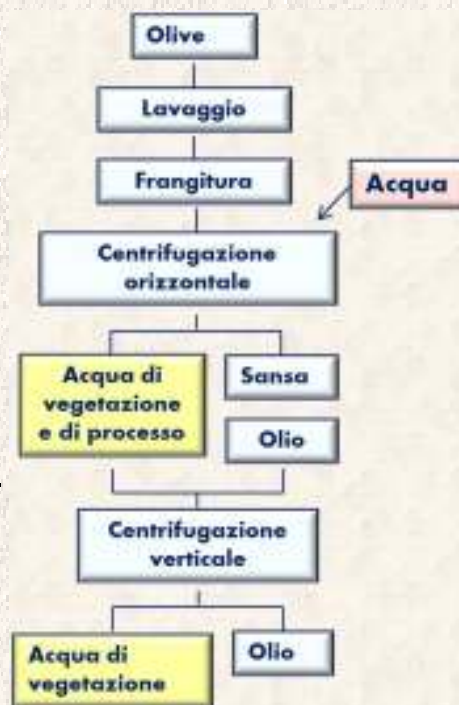 Olive
Lavaggio
Frangitura
Acqua
Centrifugazione
orizzontale
Acqua di
vegetazione
e di processo
Sansa
Olio
Centrifugazione
verticale
Acqua di
vegetazione
Olio